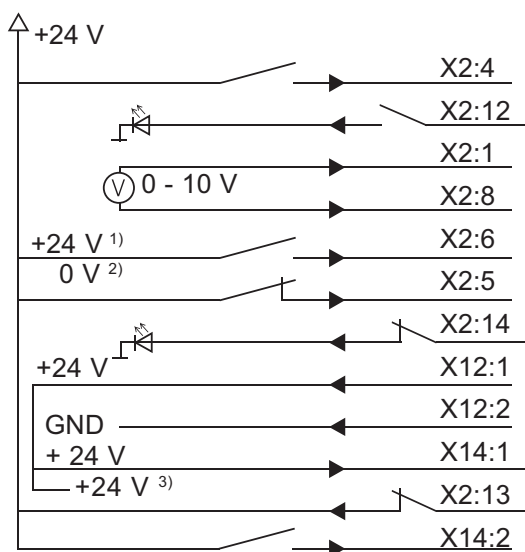 +24 V
X2:4
X2:12
X2:1
V 0 - 10 V
X2:8
+24 V 1) X2:6
0 V 2) X2:5
X2:14
+24 V X12:1
X12:2
GND
+ 24 V X14:1
+24 V 3)
X2:13
X14:2